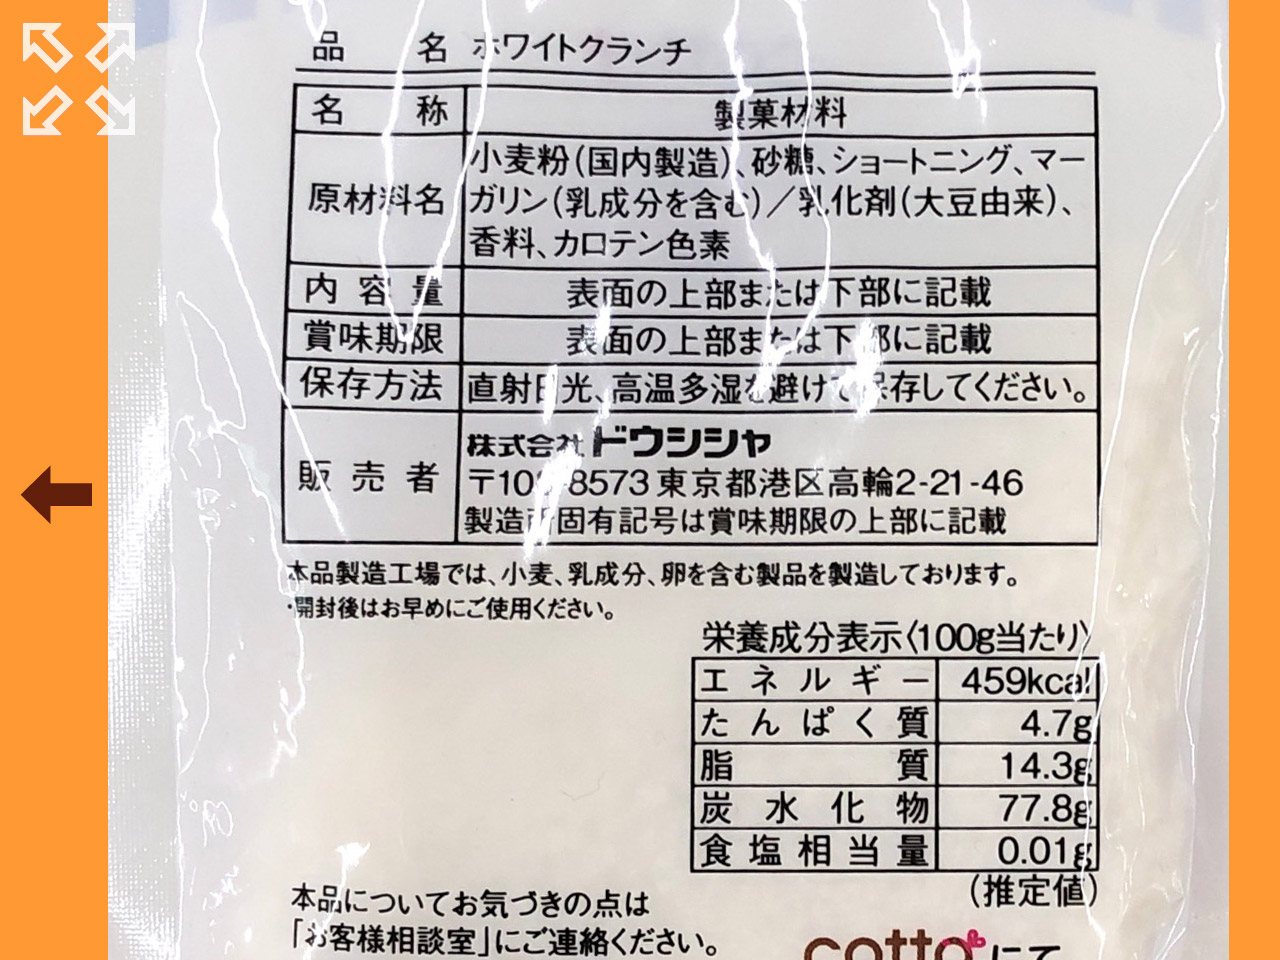 品 名 ホワイトクランチ
名 称 製菓材料
原材料名 小麦粉(国内製造)、砂糖、ショートニング、マー
ガリン(乳成分を含む)／乳化剤(大豆由来)、
香料、カロテン色素
内容量 表面の上部または下部に記載
賞味期限 表面の上部または下部に記載
保存方法 直射日光、高温多湿を避けて保存してください。
販売者 株式会社ドウシシャ
東京都港区高輪2-21-46
製造所固有記号は賞味期限の上部に記載
本品製造工場では、小麦、乳成分、卵を含む製品を製造しております。
・開封後はお早めにご使用ください。
栄養成分表示〈100g当たり〉
エネルギー 459kcal
たんぱく質 4.7g
脂質 14.3g
炭水化物 77.8g
食塩相当量 0.01g
(推定値)
本品についてお気づきの点は
「お客様相談室」にご連絡ください。
cotta にて